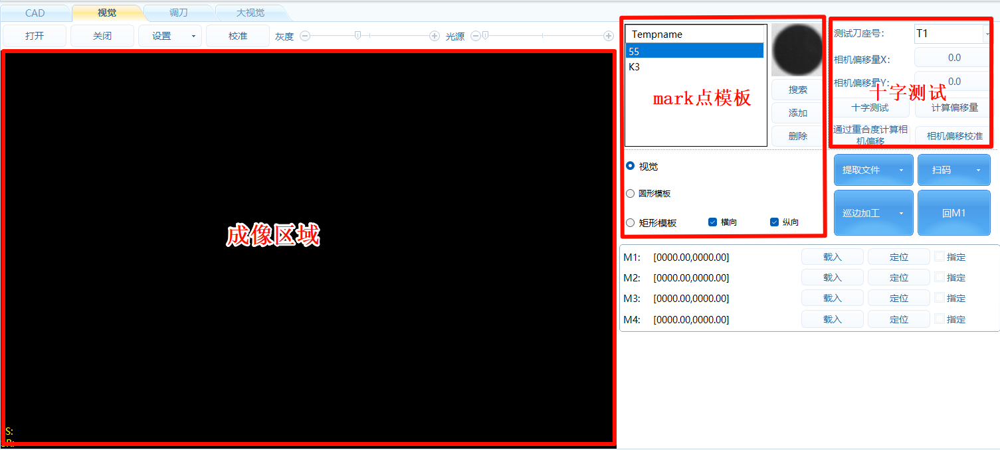 CAD 视觉 调刀 大视觉
打开 关闭 设置 校准 灰度 光源
成像区域
S:
Tempname
55
K3
mark点模板
搜索
添加
删除
视觉
圆形模板
矩形模板 横向 纵向
测试刀座号: T1
相机偏移量X: 0.0
相机偏移量Y: 0.0
十字测试
十字测试 计算偏移量
通过重合度计算相
机偏移
相机偏移校准
提取文件 扫码
巡边加工 回M1
M1: [0000.00,0000.00] 载入 定位 指定
M2: [0000.00,0000.00] 载入 定位 指定
M3: [0000.00,0000.00] 载入 定位 指定
M4: [0000.00,0000.00] 载入 定位 指定